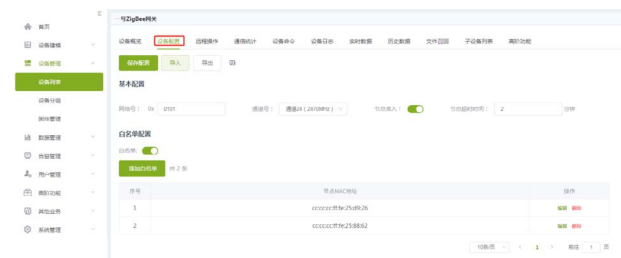 一号ZigBee网关
首页
设备建模
设备管理
设备列表
设备分组
固件管理
数据管理
告警管理
用户管理
高阶功能
其他业务
系统管理
设备概览 设备配置 远程操作 通信统计 设备命令 设备日志 实时数据 历史数据 文件召回 子设备列表 高阶功能
保存配置 导入 导出
基本配置
网络号： 0x 0101 通道号： 通道24 ( 2470MHz ) 节点准入： 节点超时时间： 2 分钟
白名单配置
白名单:
添加白名单 共 2 条
序号 节点MAC地址 操作
1 cc:cc:cc:ff:fe:25:d9:26 编辑 删除
2 cc:cc:cc:ff:fe:25:88:62 编辑 删除
10条/页 1 前往 1 页